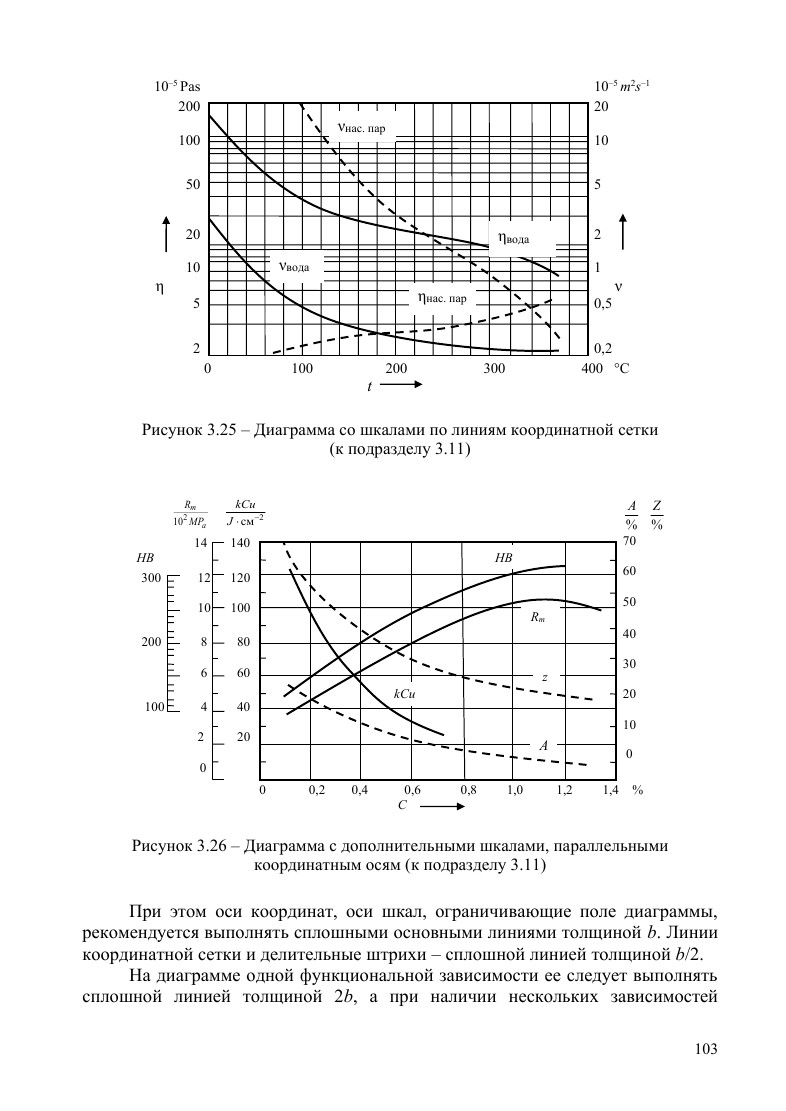 10–5 Pas 10–5 m2s–1
200 20
νнас. пар
100 10
50 5
20 2
ηвода
10 1
νвода
η ν
ηнас. пар
5 0,5
2 0,2
0 100 200 300 400 °C
t
Рисунок 3.25 – Диаграмма со шкалами по линиям координатной сетки
(к подразделу 3.11)
Rm kCu A Z
102 MPa J · см–2 % %
14 140 70
HB HB
300 12 120 60
10 100 50
Rm
200 8 80 40
6 60 30
z
kCu 20
100 4 40
10
2 20
A 0
0
0 0,2 0,4 0,6 0,8 1,0 1,2 1,4 %
C
Рисунок 3.26 – Диаграмма с дополнительными шкалами, параллельными
координатным осям (к подразделу 3.11)
При этом оси координат, оси шкал, ограничивающие поле диаграммы,
рекомендуется выполнять сплошными основными линиями толщиной b. Линии
координатной сетки и делительные штрихи – сплошной линией толщиной b/2.
На диаграмме одной функциональной зависимости ее следует выполнять
сплошной линией толщиной 2b, а при наличии нескольких зависимостей
103